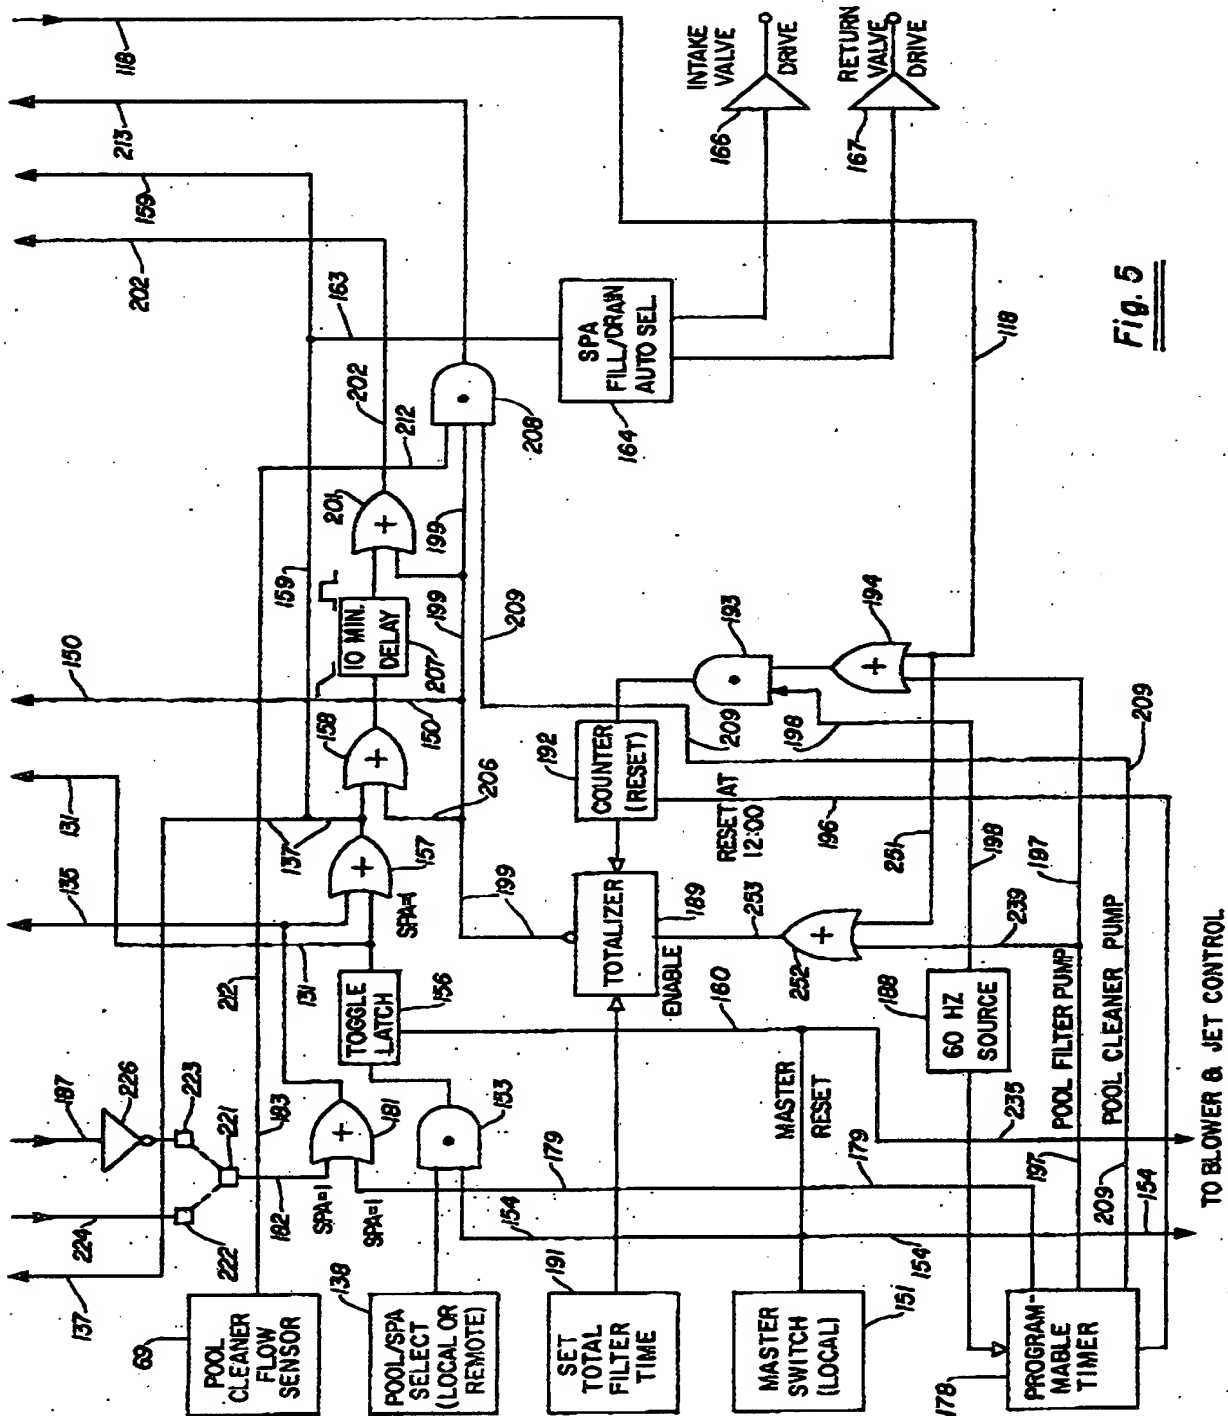 118
213
159
202
INTAKE
VALVE
DRIVE
RETURN
VALVE
DRIVE
166
167
163
SPA
FILL/DRAIN
AUTO SEL.
164
118
Fig. 5
202
212
208
201
199
159
10 MIN.
DELAY
207
199
209
150
150
158
206
131
135
137
157
SPA=1
131
212
183
TOGGLE
LATCH
156
187
226
223
221
222
224
182
137
SPA=1
SPA=1
181
153
179
154
69
POOL
CLEANER
FLOW
SENSOR
138
POOL/SPA
SELECT
(LOCAL OR
REMOTE)
191
SET
TOTAL
FILTER
TIME
MASTER
SWITCH
(LOCAL)
151
154
178
PROGRAM-
MABLE
TIMER
193
194
192
COUNTER
(RESET)
209
198
RESET AT
12:00
196
199
TOTALIZER
189
ENABLE
253
252
251
198
197
239
160
188
60 HZ
SOURCE
MASTER
RESET
235
179
POOL FILTER PUMP
197
POOL CLEANER PUMP
209
209
154
TO BLOWER & JET CONTROL